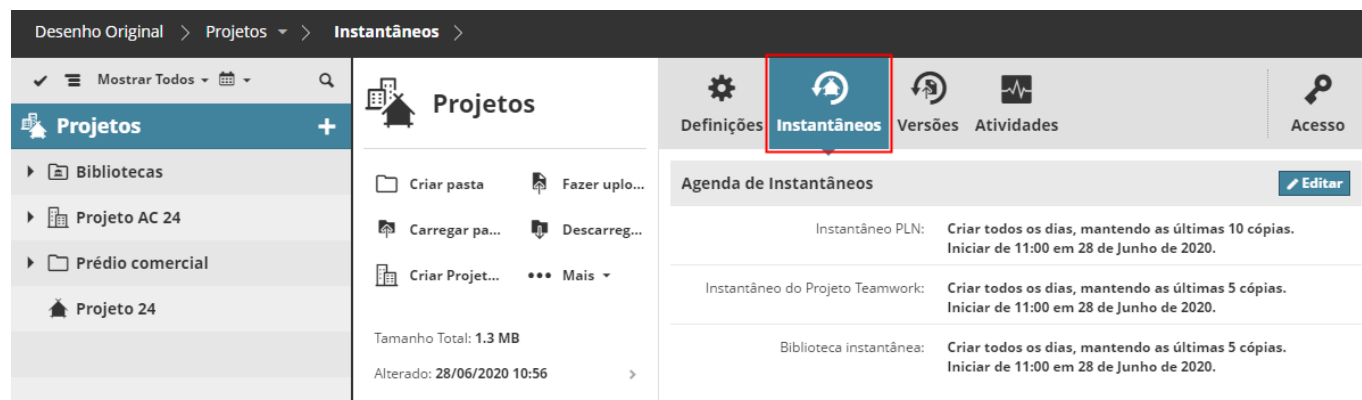 Desenho Original > Projetos > Instantâneos >
Mostrar Todos
Projetos +
Bibliotecas
Projeto AC 24
Prédio comercial
Projeto 24
Projetos
Criar pasta Fazer uplo...
Carregar pa... Descarreg...
Criar Projet... ••• Mais
Tamanho Total: 1.3 MB
Alterado: 28/06/2020 10:56 >
Definições Instantâneos Versões Atividades Acesso
Agenda de Instantâneos Editar
Instantâneo PLN: Criar todos os dias, mantendo as últimas 10 cópias.
Iniciar de 11:00 em 28 de Junho de 2020.
Instantâneo do Projeto Teamwork: Criar todos os dias, mantendo as últimas 5 cópias.
Iniciar de 11:00 em 28 de Junho de 2020.
Biblioteca instantânea: Criar todos os dias, mantendo as últimas 5 cópias.
Iniciar de 11:00 em 28 de Junho de 2020.